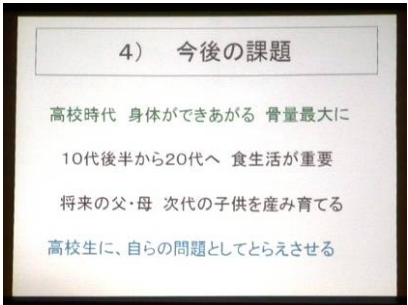 4） 今後の課題
高校時代 身体ができあがる 骨量最大に
10代後半から20代へ 食生活が重要
将来の父・母 次代の子供を産み育てる
高校生に、自らの問題としてとらえさせる